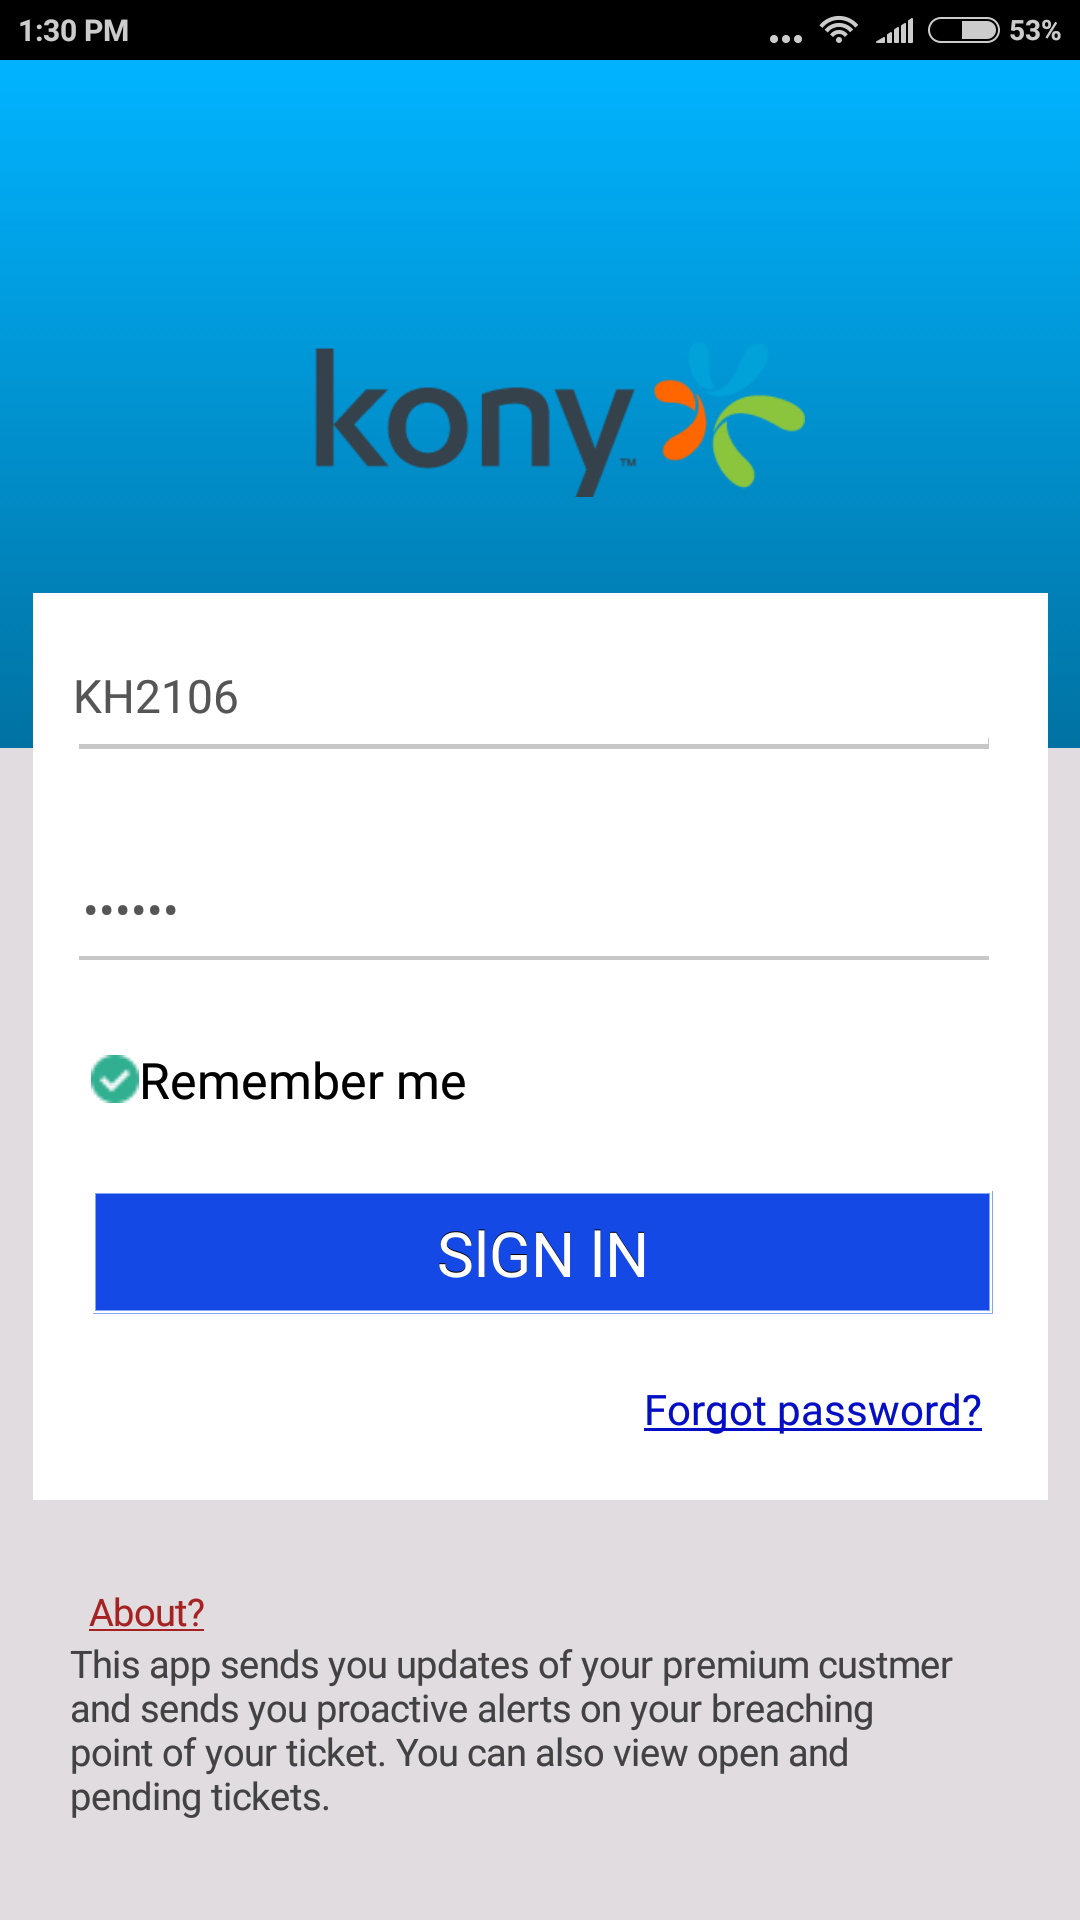 1:30 PM
53%
kony™
KH2106
••••••
Remember me
SIGN IN
Forgot password?
About?
This app sends you updates of your premium custmer
and sends you proactive alerts on your breaching
point of your ticket. You can also view open and
pending tickets.